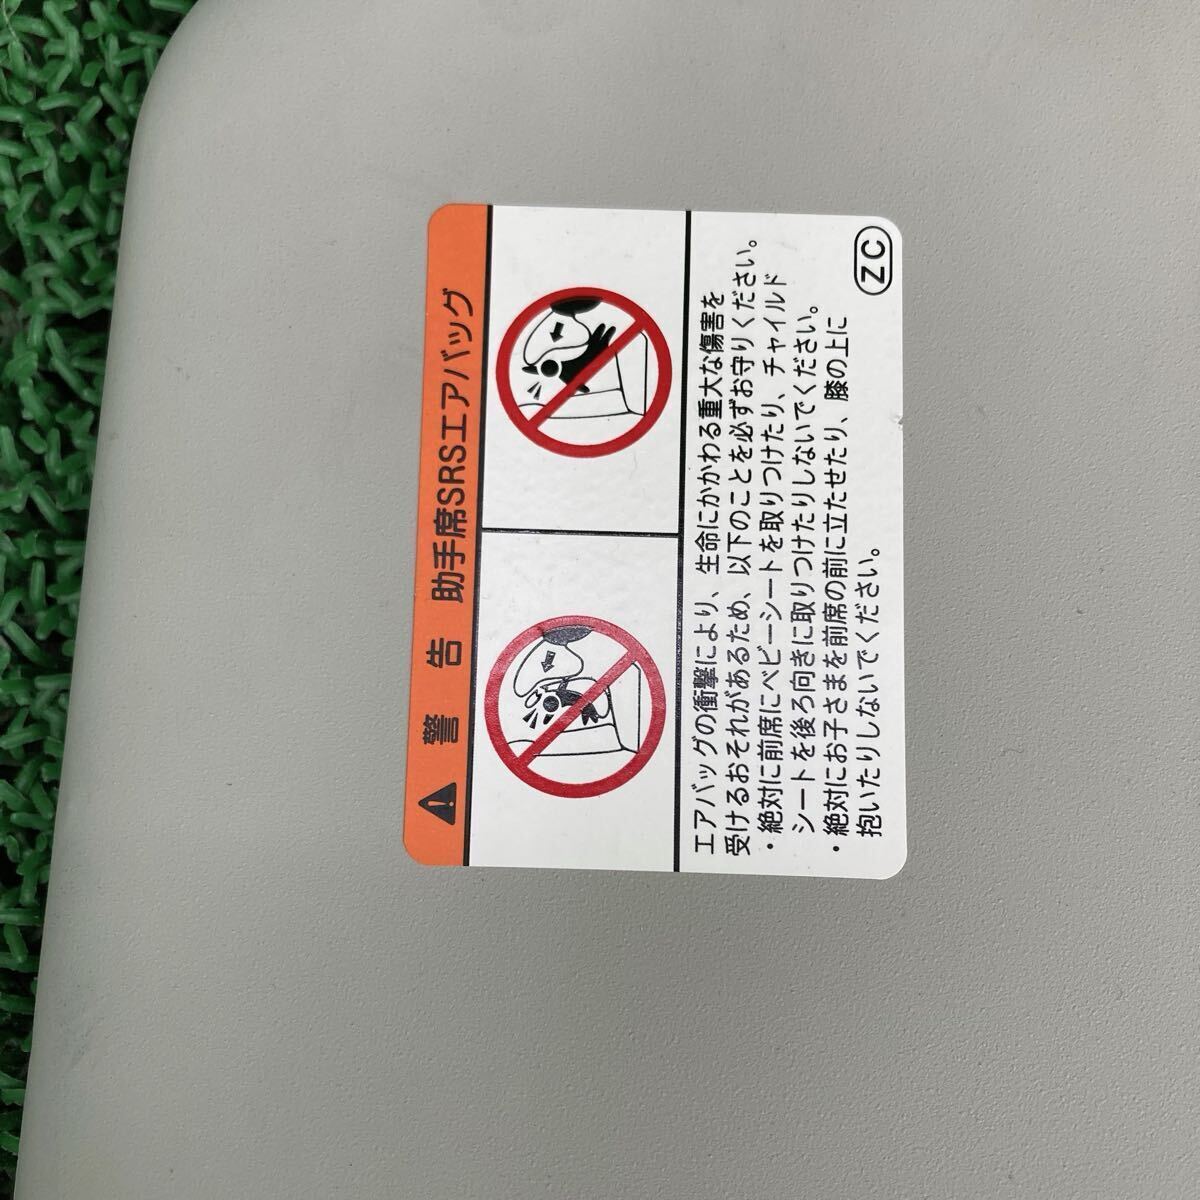 警告 助手席SRSエアバッグ
エアバッグの衝撃により、生命にかかわる重大な傷害を
受けるおそれがあるため、以下のことを必ずお守りください。
・絶対に前席にベビーシートを取りつけたり、チャイルド
シートを後ろ向きに取りつけたりしないでください。
・絶対にお子さまを前席の前に立たせたり、膝の上に
抱いたりしないでください。
ZC